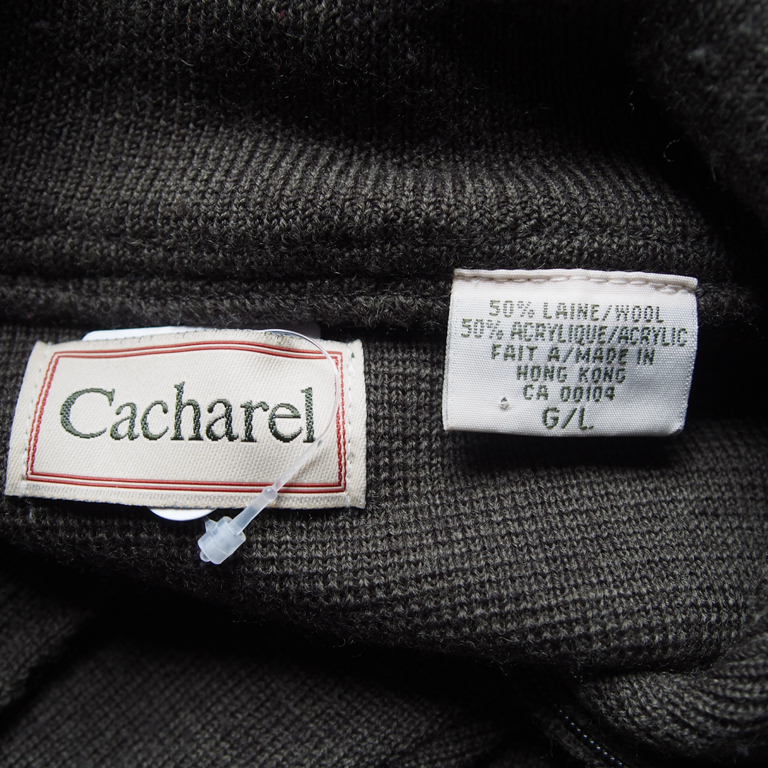 Cacharel
50% LAINE/WOOL
50% ACRYLIQUE/ACRYLIC
FAIT A/MADE IN
HONG KONG
CA 00104
G/L